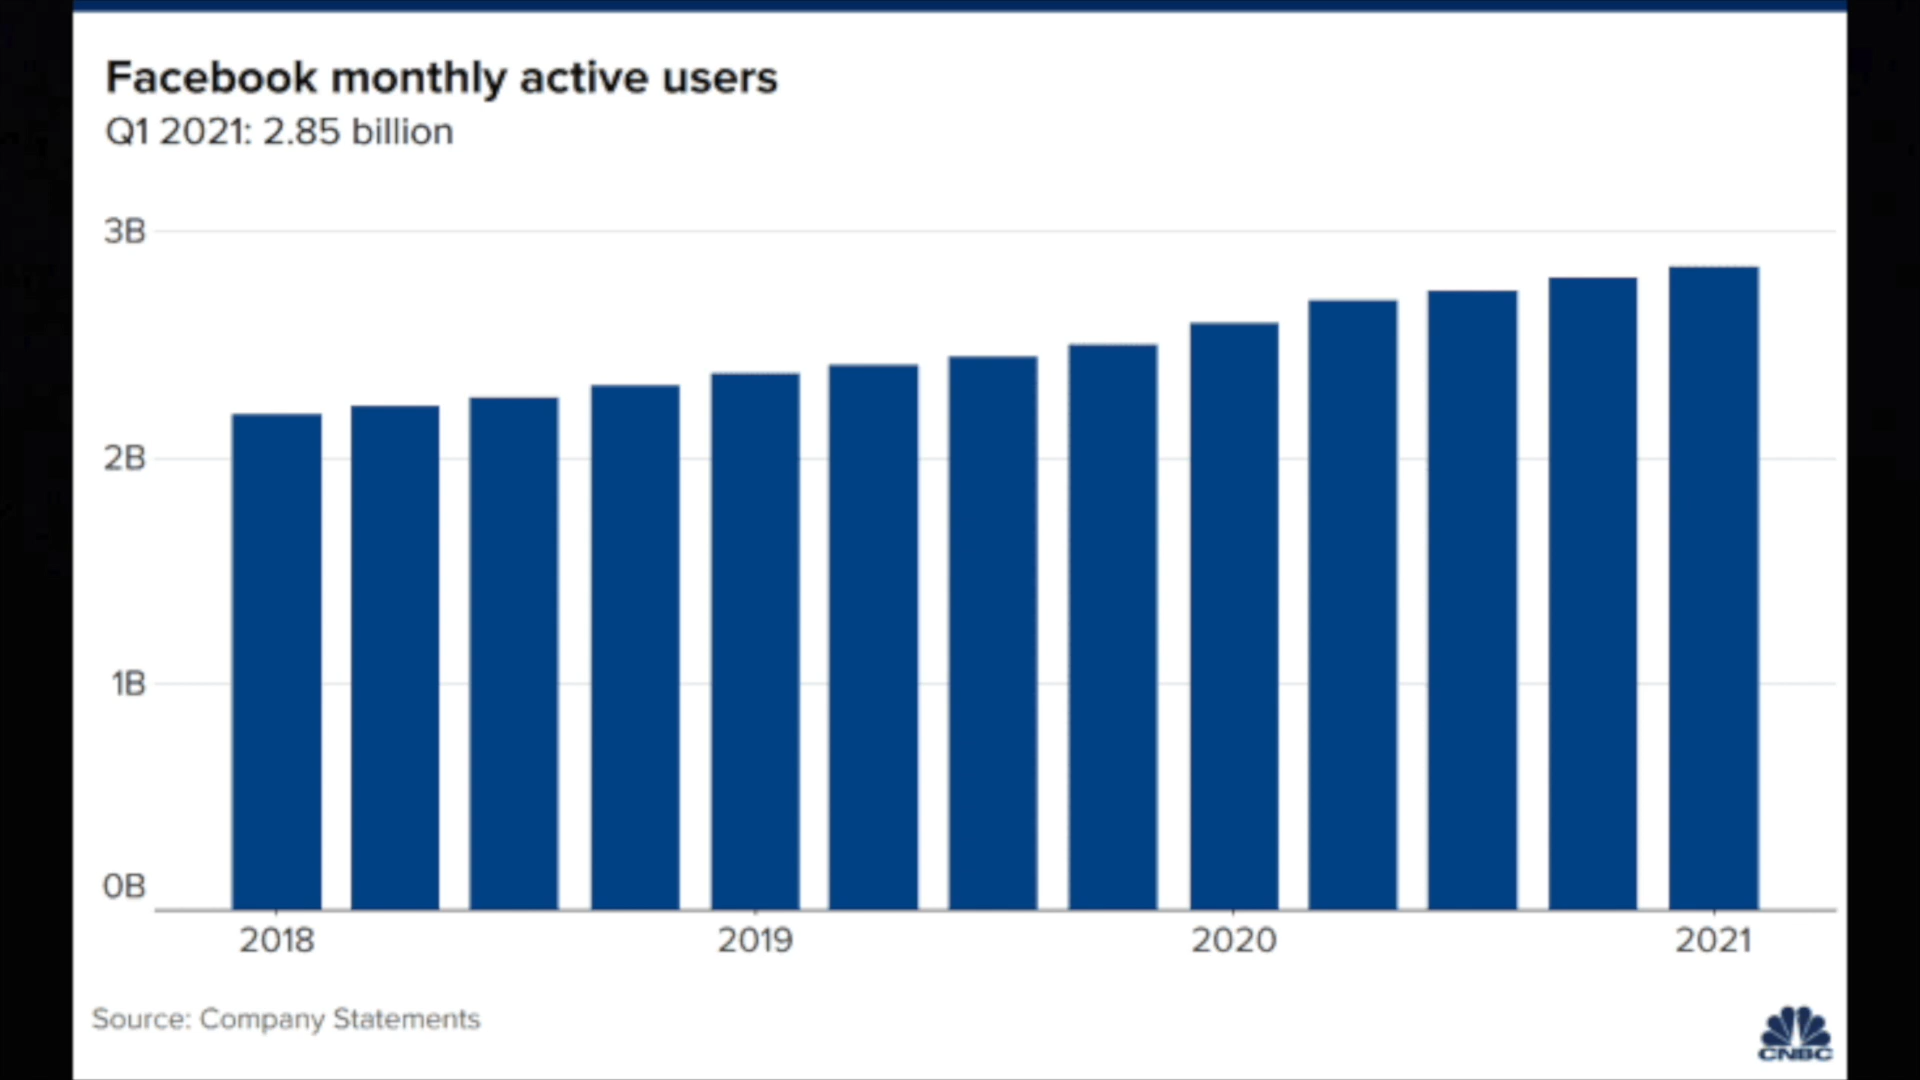 Facebook monthly active users
Q1 2021: 2.85 billion
3B
2B
1B
0B
2018 2019 2020 2021
Source: Company Statements
CNBC